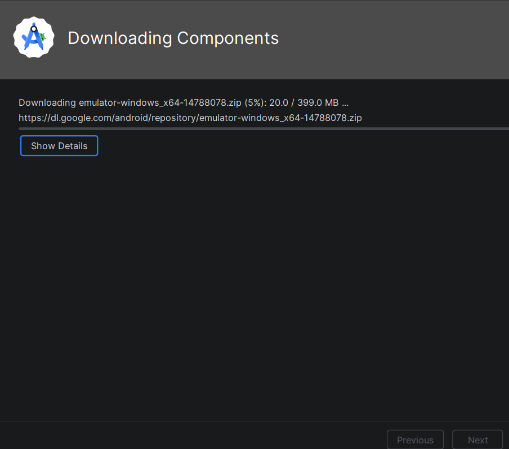 Downloading Components
Downloading emulator-windows_x64-14788078.zip (5%): 20.0 / 399.0 MB ...
https://dl.google.com/android/repository/emulator-windows_x64-14788078.zip
Show Details
Previous Next